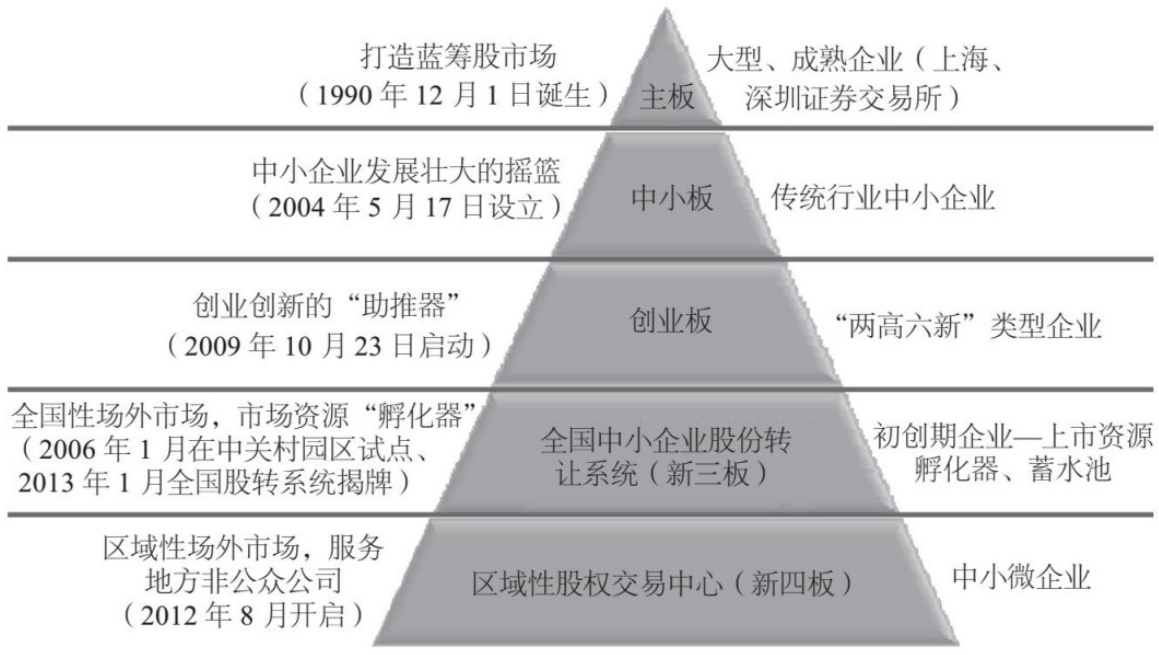 打造蓝筹股市场
（1990 年 12 月 1 日诞生）
主板
大型、成熟企业（上海、
深圳证券交易所）
中小企业发展壮大的摇篮
（2004 年 5 月 17 日设立）
中小板
传统行业中小企业
创业创新的“助推器”
（2009 年 10 月 23 日启动）
创业板
“两高六新”类型企业
全国性场外市场，市场资源“孵化器”
（2006 年 1 月在中关村园区试点、
2013 年 1 月全国股转系统揭牌）
全国中小企业股份转
让系统（新三板）
初创期企业—上市资源
孵化器、蓄水池
区域性场外市场，服务
地方非公众公司
（2012 年 8 月开启）
区域性股权交易中心（新四板）
中小微企业